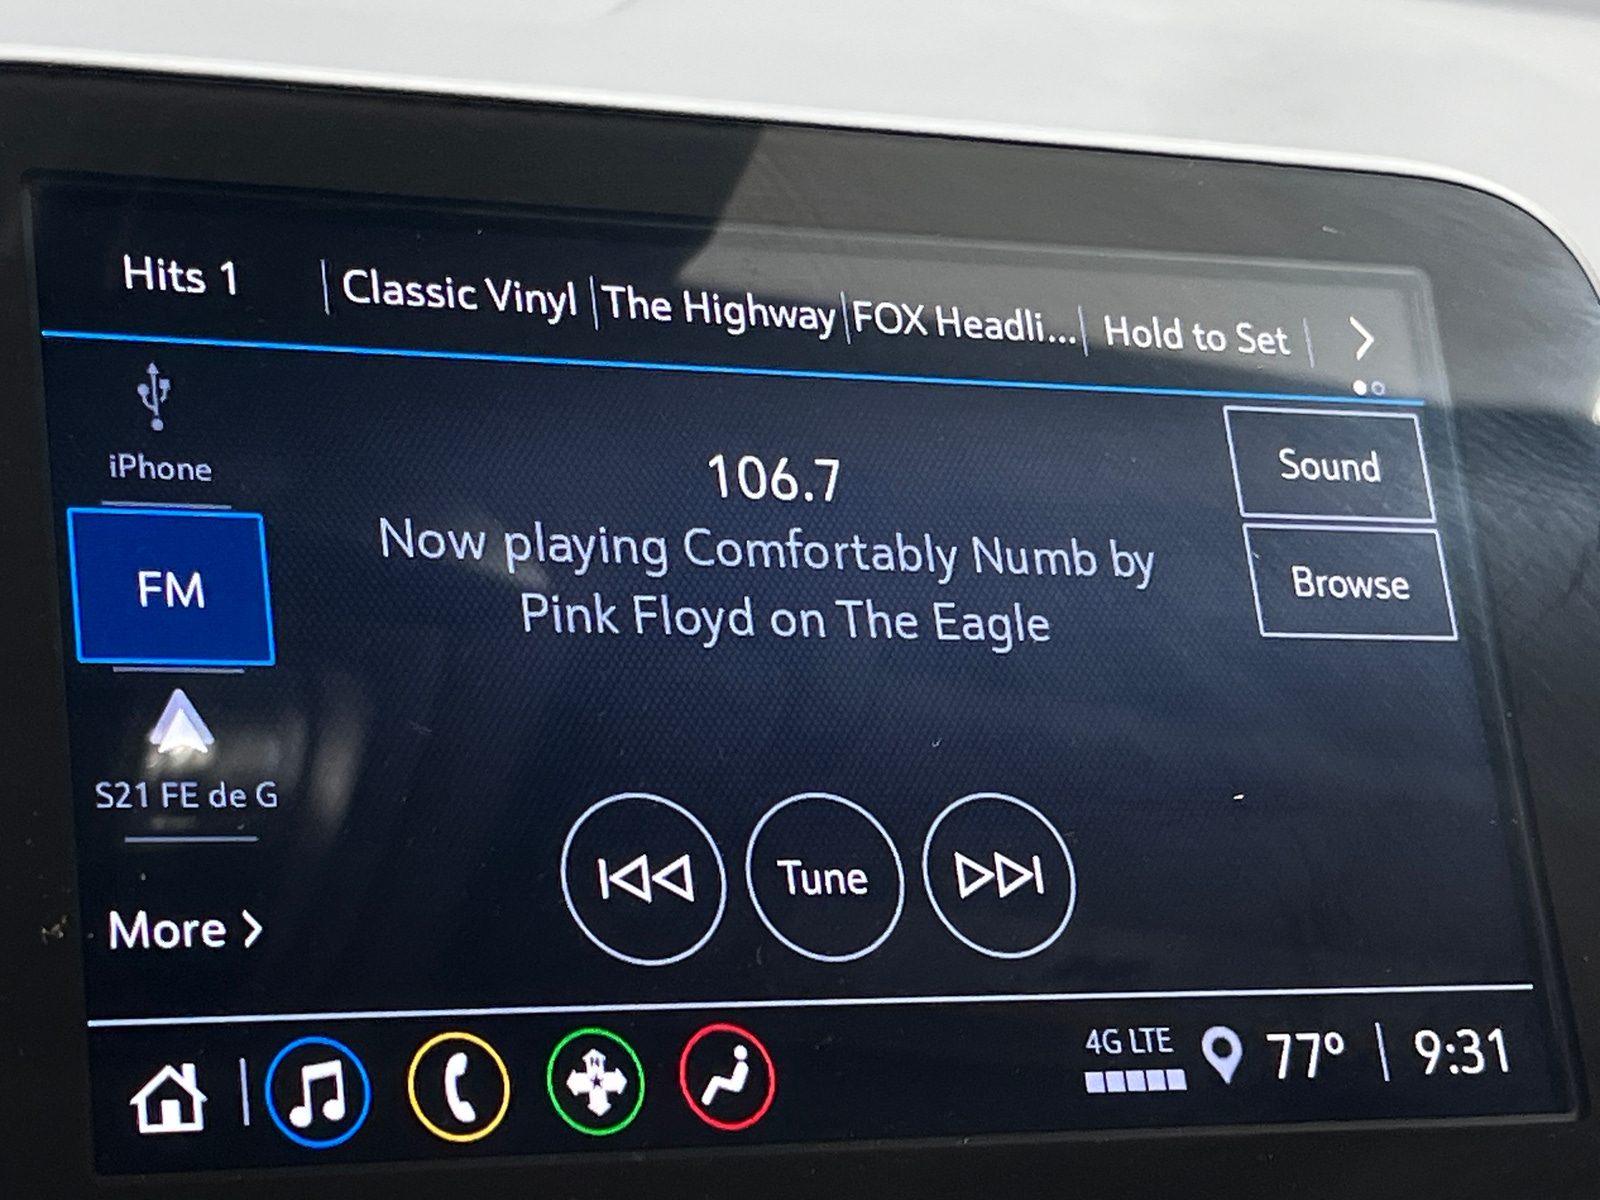 Hits 1
Classic Vinyl
The Highway
FOX Headli...
Hold to Set
iPhone
FM
S21 FE de G
More
106.7
Now playing Comfortably Numb by
Pink Floyd on The Eagle
Sound
Browse
Tune
4G LTE
77°
9:31